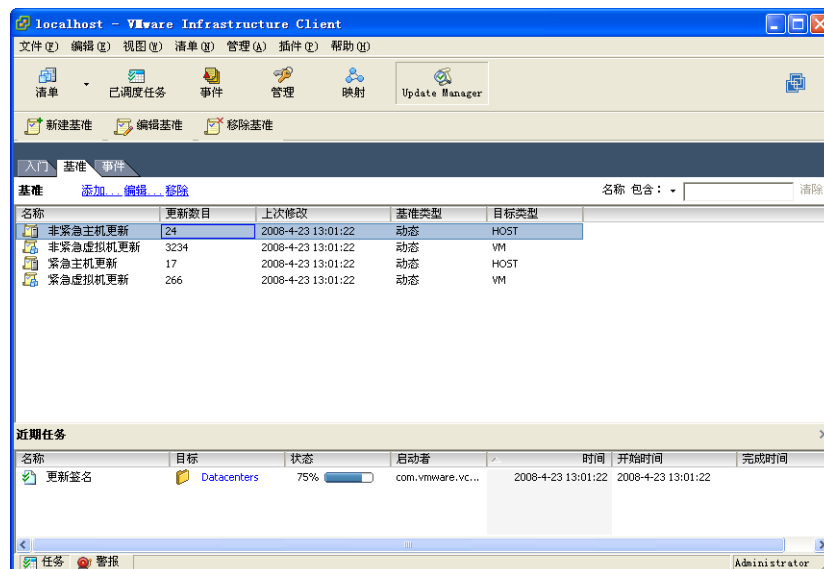 localhost - VMware Infrastructure Client
文件(F) 编辑(E) 视图(W) 清单(N) 管理(A) 插件(P) 帮助(H)
清单 已调度任务 事件 管理 映射 Update Manager
新建基准 编辑基准 移除基准
入门 基准 事件
基准 添加... 编辑... 移除 名称 包含： 清除
名称 更新数目 上次修改 基准类型 目标类型
非紧急主机更新 24 2008-4-23 13:01:22 动态 HOST
非紧急虚拟机更新 3234 2008-4-23 13:01:22 动态 VM
紧急主机更新 17 2008-4-23 13:01:22 动态 HOST
紧急虚拟机更新 266 2008-4-23 13:01:22 动态 VM
近期任务
名称 目标 状态 启动者 时间 开始时间 完成时间
更新签名 Datacenters 75% com.vmware.vc... 2008-4-23 13:01:22 2008-4-23 13:01:22
任务 警报 Administrator